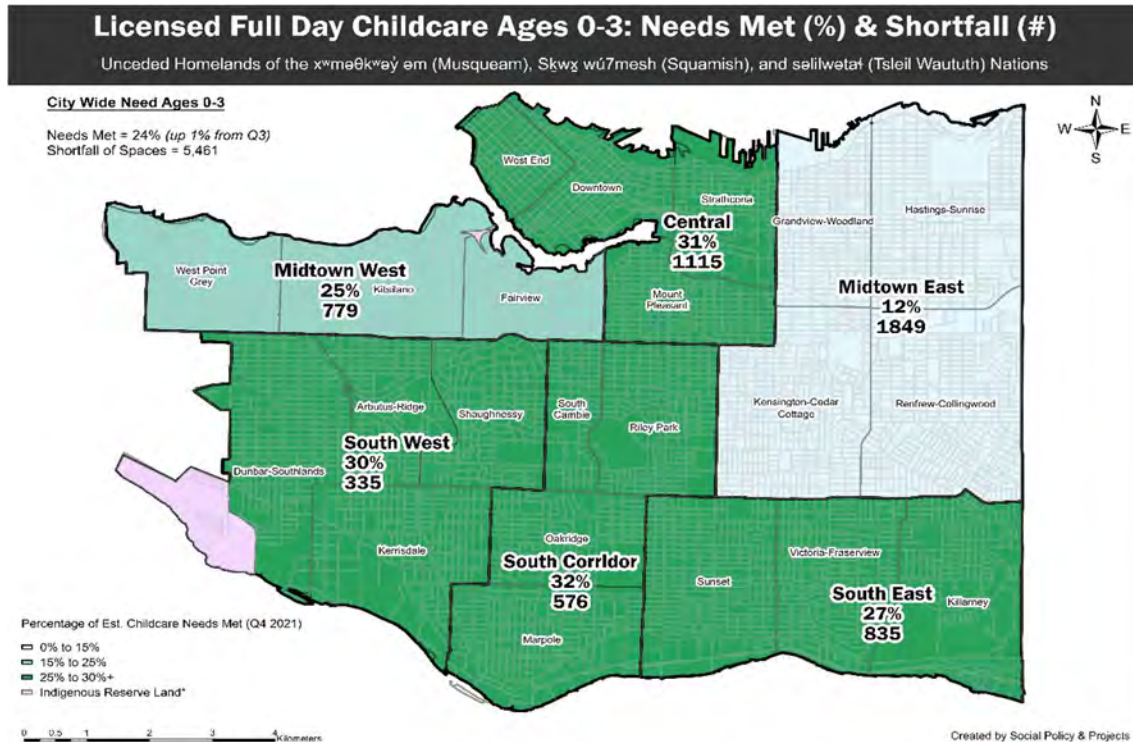 Licensed Full Day Childcare Ages 0-3: Needs Met (%) & Shortfall (#)
Unceded Homelands of the xʷməθkʷəy̓ əm (Musqueam), Sḵwx̱ wú7mesh (Squamish), and səlilwətaɬ (Tsleil Waututh) Nations
City Wide Need Ages 0-3
Needs Met = 24% (up 1% from Q3)
Shortfall of Spaces = 5,461
N
W E
S
West End
Downtown
Strathcona
Central
31%
1115
Mount
Pleasant
Grandview-Woodland
Hastings-Sunrise
Midtown East
12%
1849
Kensington-Cedar
Cottage
Renfrew-Collingwood
West Point
Grey
Midtown West
25%
779
Kitsilano
Fairview
Arbutus-Ridge
Shaughnessy
South
Cambie
Riley Park
South West
30%
335
Dunbar-Southlands
Kerrisdale
Oakridge
South Corridor
32%
576
Marpole
Sunset
Victoria-Fraserview
South East
27%
835
Killarney
Percentage of Est. Childcare Needs Met (Q4 2021)
0% to 15%
15% to 25%
25% to 30%+
Indigenous Reserve Land*
0 0.5 1 2 3 4
Kilometers
Created by Social Policy & Projects